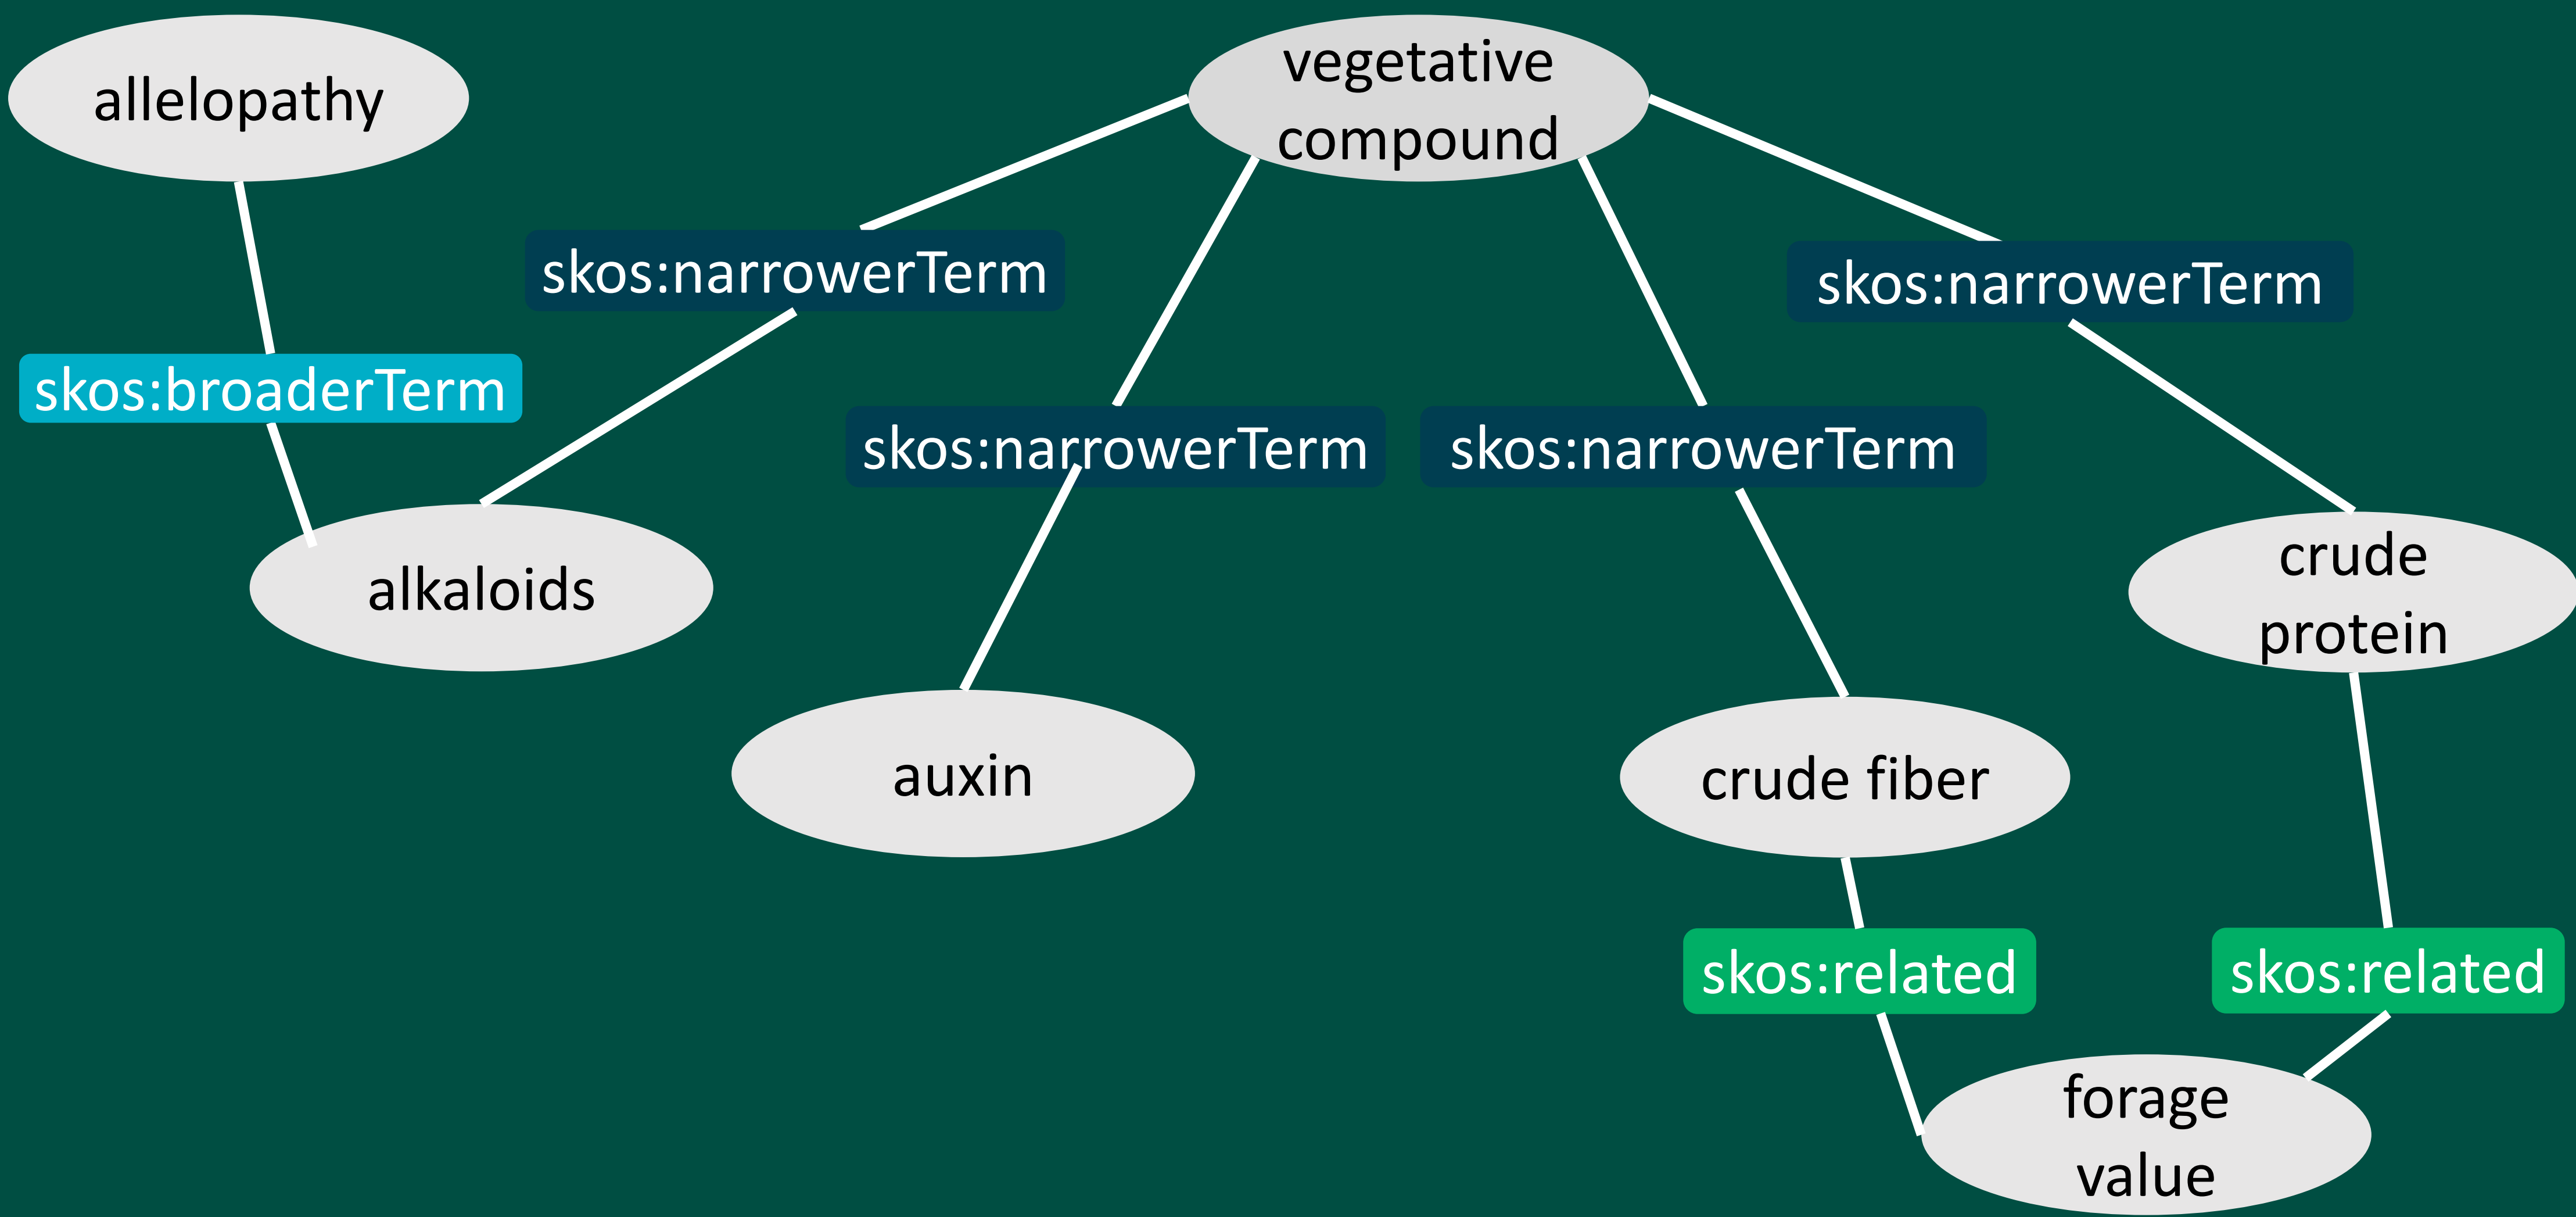 allelopathy
vegetative
compound
skos:narrowerTerm
skos:narrowerTerm
skos:broaderTerm
skos:narrowerTerm
skos:narrowerTerm
alkaloids
crude
protein
auxin
crude fiber
skos:related
skos:related
forage
value